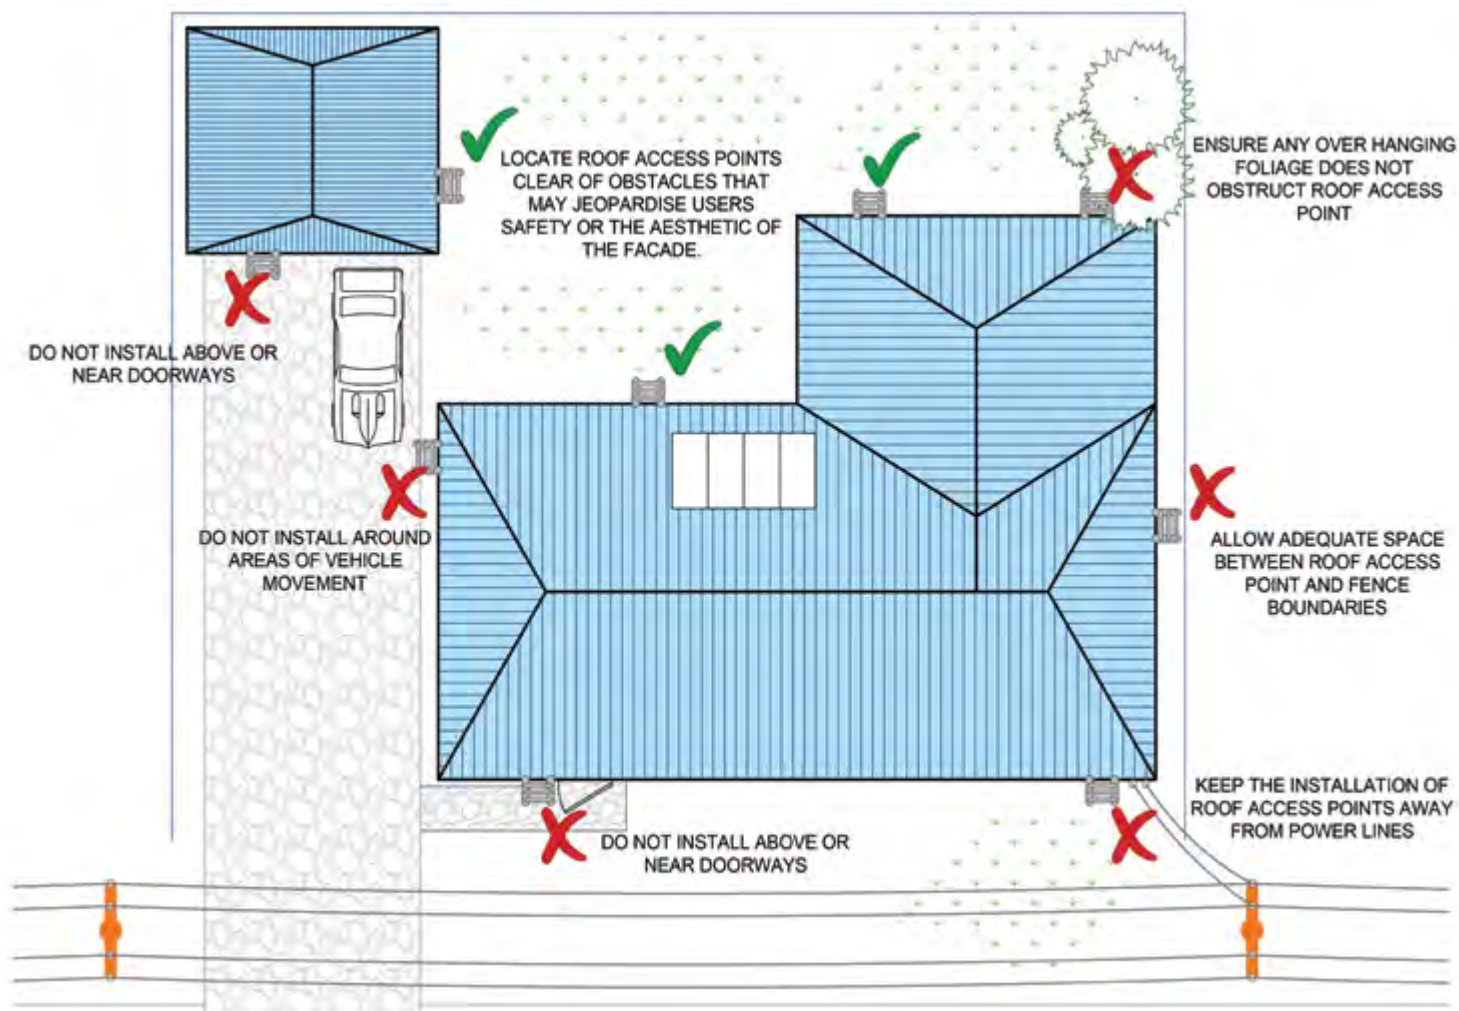 LOCATE ROOF ACCESS POINTS
CLEAR OF OBSTACLES THAT
MAY JEOPARDISE USERS
SAFETY OR THE AESTHETIC OF
THE FACADE.
ENSURE ANY OVER HANGING
FOLIAGE DOES NOT
OBSTRUCT ROOF ACCESS
POINT
DO NOT INSTALL ABOVE OR
NEAR DOORWAYS
DO NOT INSTALL AROUND
AREAS OF VEHICLE
MOVEMENT
ALLOW ADEQUATE SPACE
BETWEEN ROOF ACCESS
POINT AND FENCE
BOUNDARIES
KEEP THE INSTALLATION OF
ROOF ACCESS POINTS AWAY
FROM POWER LINES
DO NOT INSTALL ABOVE OR
NEAR DOORWAYS